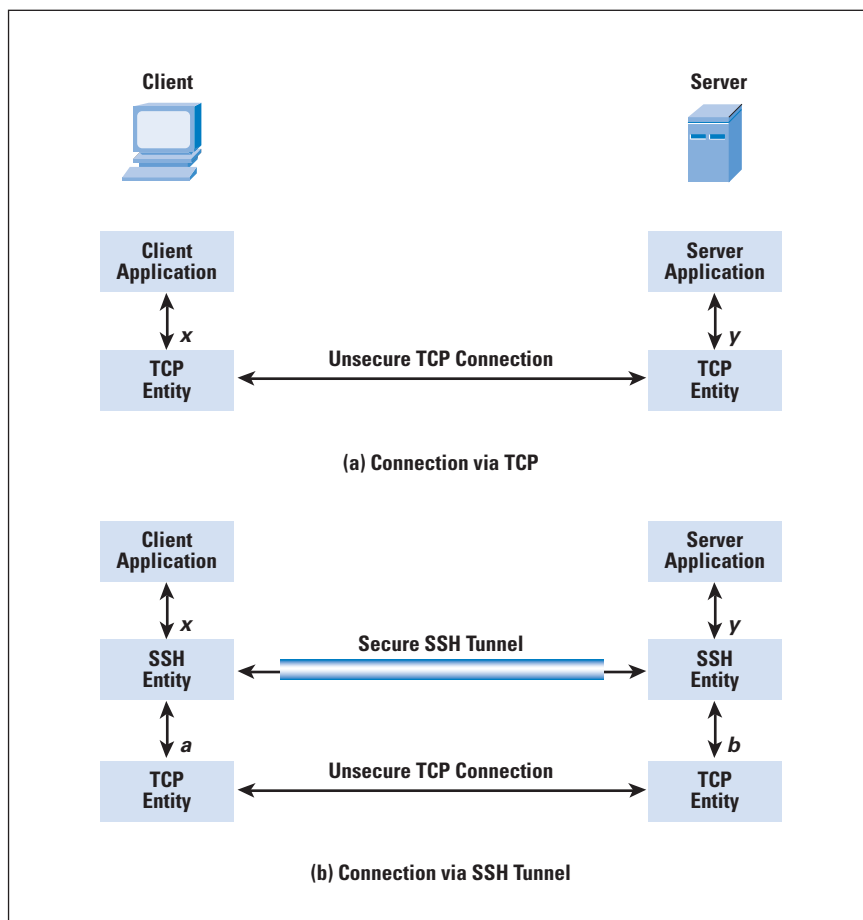 Client
Server
Client
Application
Server
Application
x
y
TCP
Entity
Unsecure TCP Connection
TCP
Entity
(a) Connection via TCP
Client
Application
Server
Application
x
y
SSH
Entity
Secure SSH Tunnel
SSH
Entity
a
b
TCP
Entity
Unsecure TCP Connection
TCP
Entity
(b) Connection via SSH Tunnel